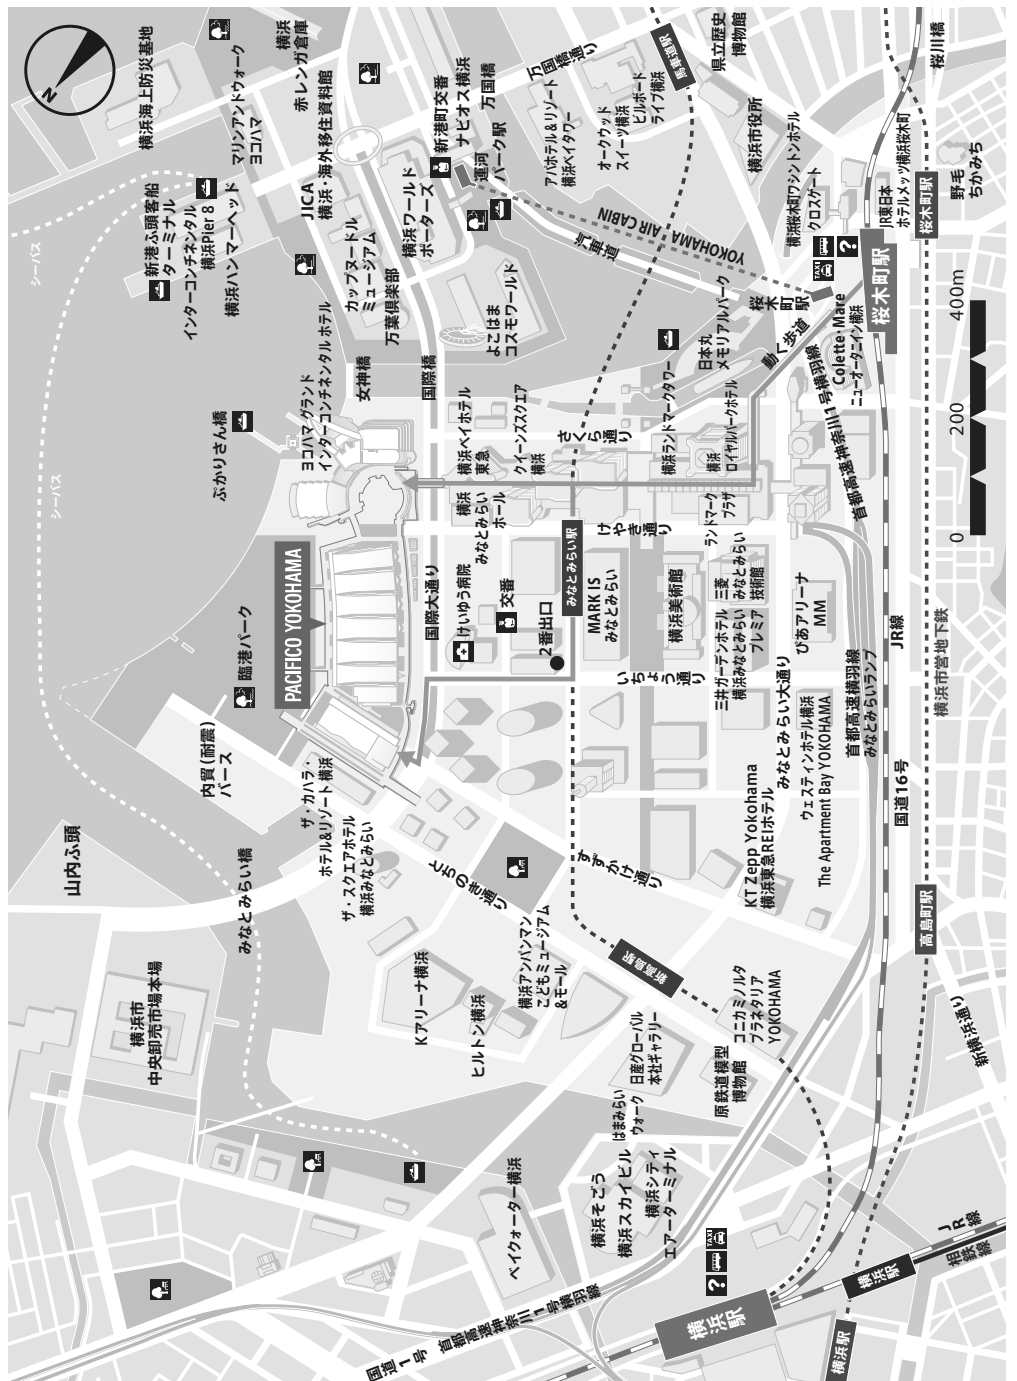 N
横浜海上防災基地
マリンアンドウォーク
ヨコハマ
横浜
赤レンガ倉庫
JICA
横浜・海外移住資料館
新港町交番
ナビオス横浜
万国橋
万国橋通り
馬車道駅
県立歴史
博物館
桜川橋
シーバス
新港ふ頭客船
ターミナル
インターコンチネンタル
横浜Pier 8
横浜ハンマーヘッド
カップヌードル
ミュージアム
万葉倶楽部
横浜ワールド
ポーターズ
運河
パーク駅
アパホテル&リゾート
横浜ベイタワー
オークウッド
スイーツ横浜
ビルボード
ライブ横浜
横浜市役所
横浜桜木町ワシントンホテル
クロスゲート
JR東日本
ホテルメッツ横浜桜木町
桜木町駅
野毛
ちかみち
よこはま
コスモワールド
汽車道
YOKOHAMA AIR CABIN
桜木町駅
TAXI
?
桜木町駅
シーバス
ぷかりさん橋
ヨコハマ グランド
インターコンチネンタル ホテル
女神橋
国際橋
横浜ベイホテル
東急
クイーンズスクエア
横浜
さくら通り
日本丸
メモリアルパーク
動く歩道
Colette・Mare
ニューオータニイン横浜
首都高速神奈川1号横羽線
横浜ランドマークタワー
横浜
ロイヤルパークホテル
0
200
400m
PACIFICO YOKOHAMA
臨港パーク
国際大通り
横浜
みなとみらい
ホール
けいゆう病院
交番
2番出口
みなとみらい駅
けやき通り
MARK IS
みなとみらい
いちょう通り
横浜美術館
ランドマーク
プラザ
三菱
みなとみらい
技術館
三井ガーデンホテル
横浜みなとみらい
プレミア
ぴあアリーナ
MM
みなとみらい大通り
首都高速横羽線
みなとみらいランプ
JR線
横浜市営地下鉄
国道16号
内貿(耐震)
バース
山内ふ頭
みなとみらい橋
ザ・カハラ・
ホテル&リゾート 横浜
ザ・スクエアホテル
横浜みなとみらい
とちのき通り
すずかけ通り
KT Zepp Yokohama
横浜東急REIホテル
ウェスティンホテル横浜
The Apartment Bay YOKOHAMA
高島町駅
横浜市
中央卸売市場本場
Kアリーナ横浜
ヒルトン横浜
横浜アンパンマン
こどもミュージアム
&モール
新高島駅
コニカミノルタ
プラネタリア
YOKOHAMA
日産グローバル
本社ギャラリー
原鉄道模型
博物館
新横浜通り
はまみらい
ウォーク
ベイクォーター横浜
横浜そごう
横浜スカイビル
横浜シティ
エアーターミナル
?
TAXI
横浜駅
横浜駅
横浜駅
JR線
相鉄線
国道1号
首都高速神奈川1号横羽線